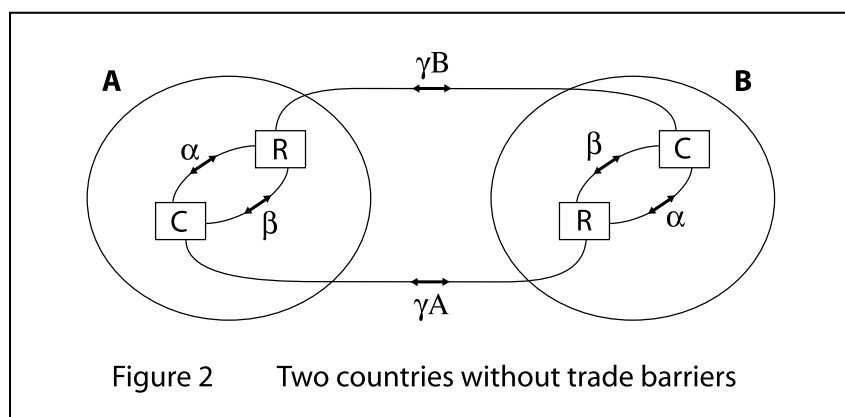 γB
A
B
R
C
α
β
β
C
R
α
γA
Figure 2 Two countries without trade barriers